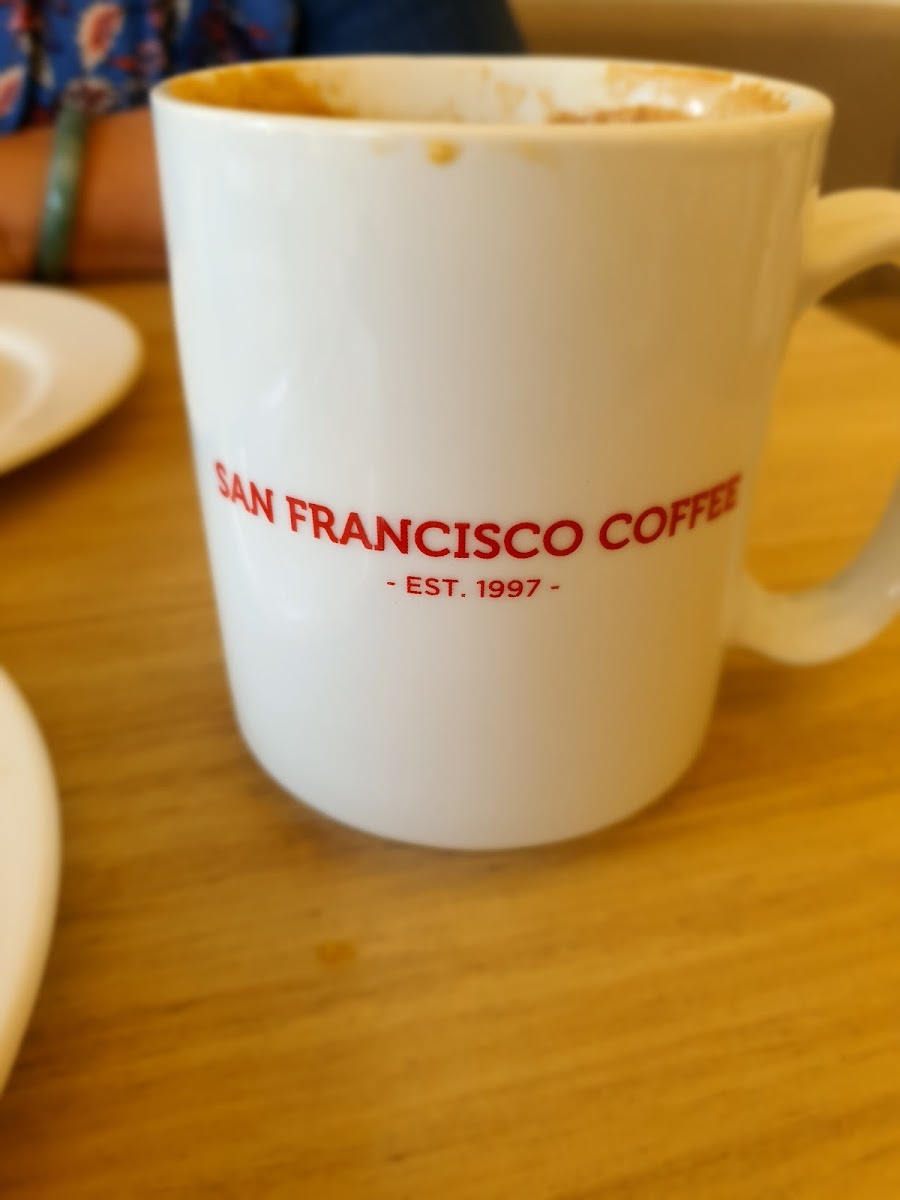 SAN FRANCISCO COFFEE
- EST. 1997 -